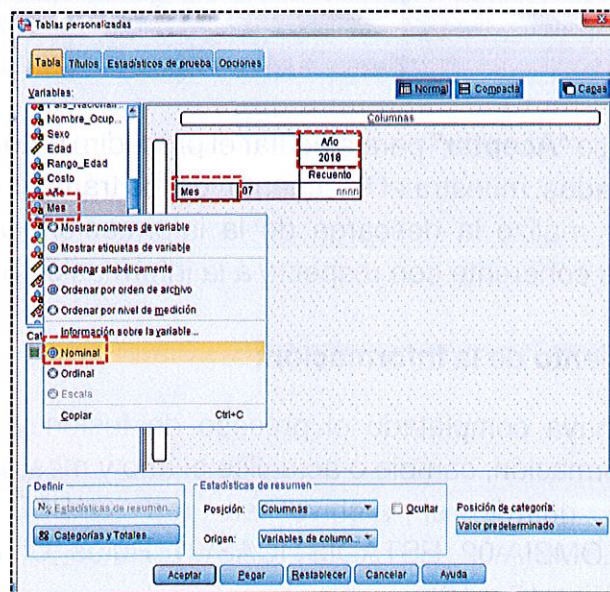 Tablas personalizadas
Tabla Títulos Estadísticos de prueba Opciones
Variables:
Normal Compacta Capas
Nombre_Ocup...
Sexo
Edad
Rango_Edad
Costo
Año
Mes
Columnas
Año
2018
Recuento
Mes 07 nnnn
Mostrar nombres de variable
Mostrar etiquetas de variable
Ordenar alfabéticamente
Ordenar por orden de archivo
Ordenar por nivel de medición
Información sobre la variable...
Nominal
Ordinal
Escala
Copiar Ctrl+C
Cat
Definir
Estadísticas de resumen...
Categorías y Totales...
Estadísticas de resumen
Posición: Columnas Ocultar
Origen: Variables de column...
Posición de categoría:
Valor predeterminado
Aceptar Pegar Restablecer Cancelar Ayuda